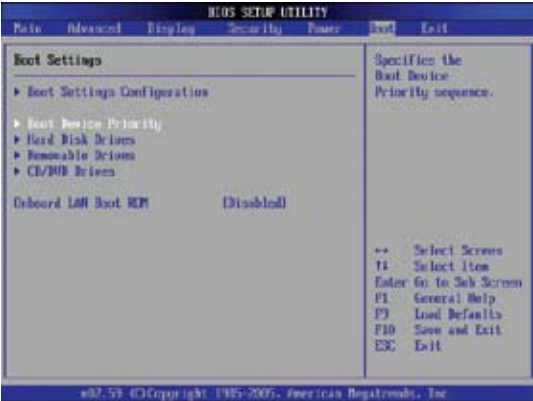 BIOS SETUP UTILITY
Main Advanced Display Security Power Boot Exit
Boot Settings
Boot Settings Configuration
Boot Device Priority
Hard Disk Drives
Removable Drives
CD/DVD Drives
Onboard LAN Boot ROM [Disabled]
Specifies the
Boot Device
Priority sequence.
↔ Select Screen
↑↓ Select Item
Enter Go to Sub Screen
F1 General Help
F9 Load Defaults
F10 Save and Exit
ESC Exit
v02.59 (C)Copyright 1985-2005, American Megatrends, Inc